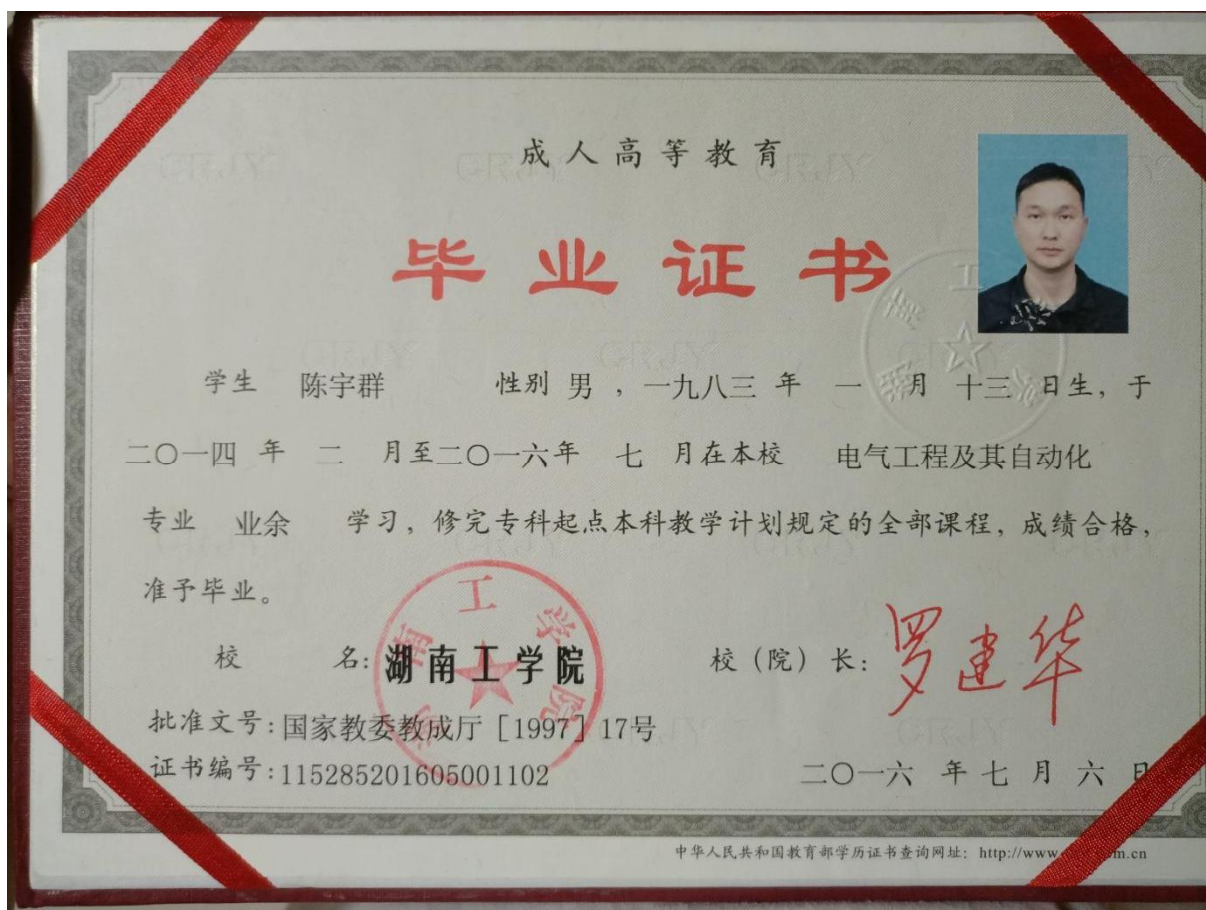 成人高等教育
毕业证书
学生 陈宇群 性别 男 ，一九八三 年 一 月 十三 日生，于
二〇一四 年 二 月至二〇一六年 七 月在本校 电气工程及其自动化
专业 业余 学习，修完专科起点本科教学计划规定的全部课程，成绩合格，
准予毕业。
校 名：湖南工学院 校（院）长：罗建华
批准文号：国家教委教成厅［1997］17号
证书编号：115285201605001102 二〇一六 年 七 月 六 日
中华人民共和国教育部学历证书查询网址：http://www. m.cn
湖南工学院